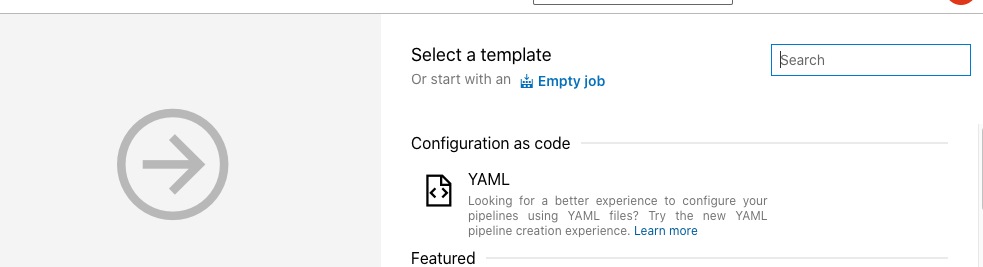 Select a template
Search
Or start with an Empty job
Configuration as code
YAML
Looking for a better experience to configure your
pipelines using YAML files? Try the new YAML
pipeline creation experience. Learn more
Featured